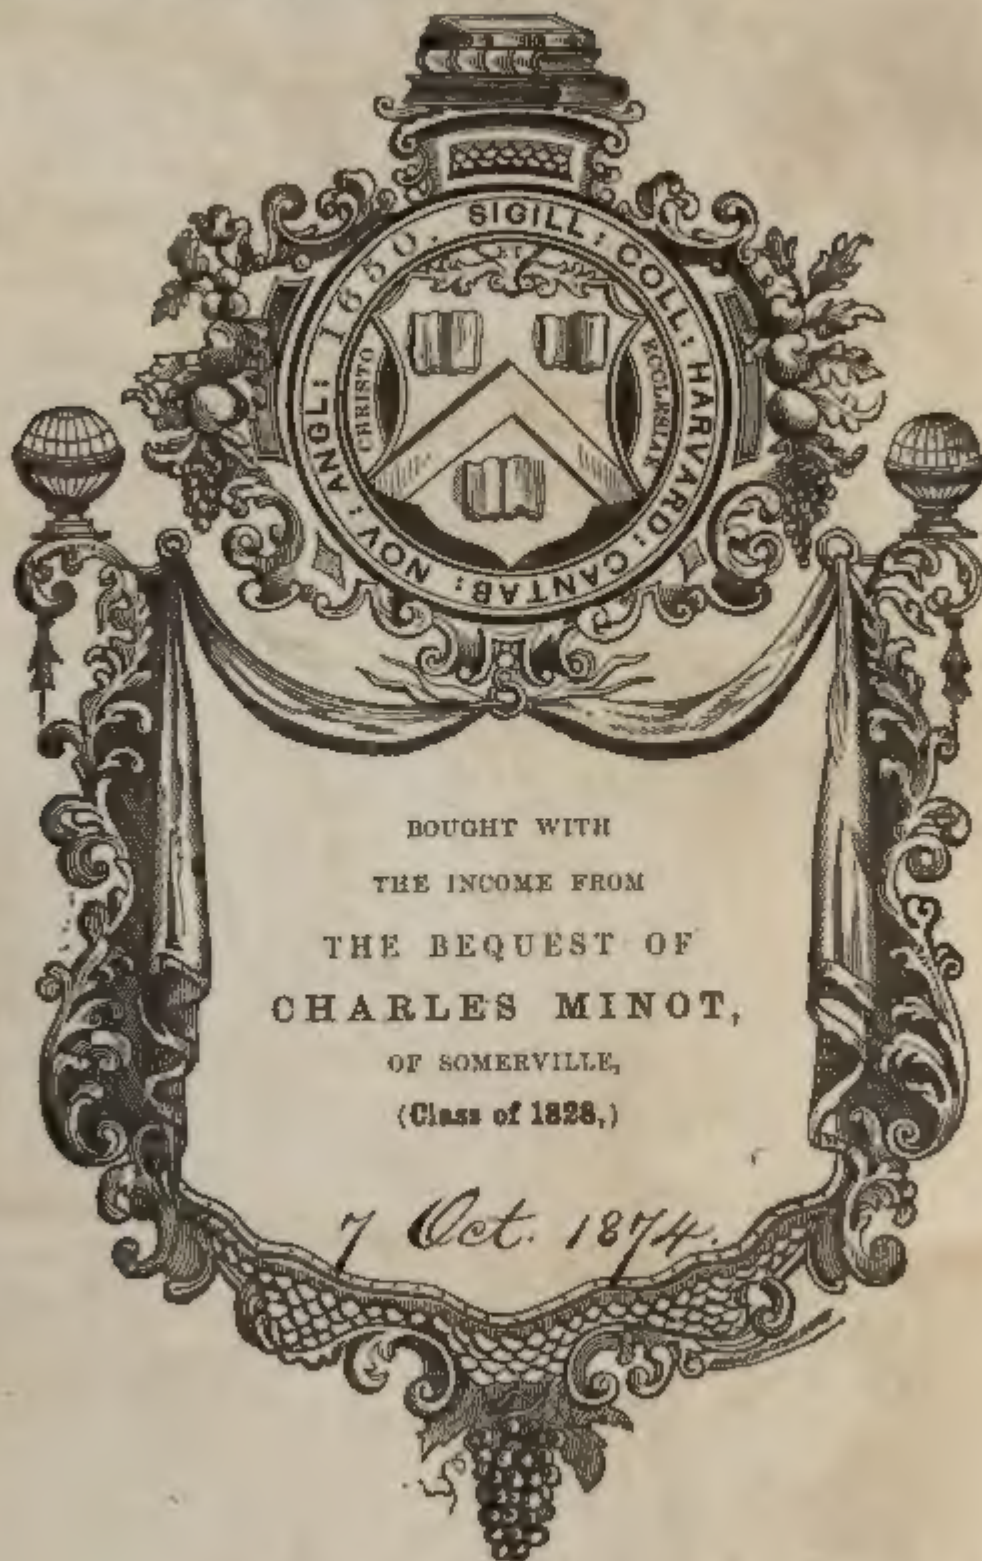 SIGILL : COLL : HARVARD : CANTAB : NOV : ANGL : 1650.
CHRISTO
ECCLESIAE
BOUGHT WITH
THE INCOME FROM
THE BEQUEST OF
CHARLES MINOT,
OF SOMERVILLE,
(Class of 1828,)
7 Oct. 1874.